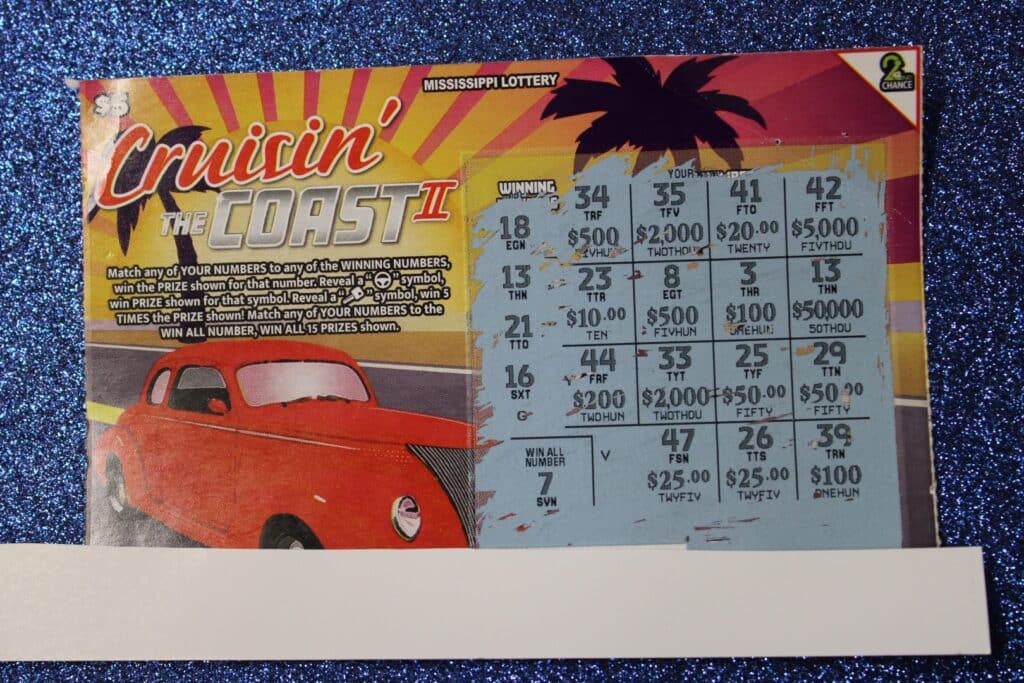 MISSISSIPPI LOTTERY
2ND
CHANCE
$5
Cruisin'
THE COAST II
Match any of YOUR NUMBERS to any of the WINNING NUMBERS,
win the PRIZE shown for that number. Reveal a " " symbol,
win PRIZE shown for that symbol. Reveal a " " symbol, win 5
TIMES the PRIZE shown! Match any of YOUR NUMBERS to the
WIN ALL NUMBER, WIN ALL 15 PRIZES shown.
WINNING
YOUR
18
EGN
13
THN
21
TTO
16
SXT
G
WIN ALL
NUMBER
7
SVN
V
34 35 41 42
TRF TFV FTO FFT
$500 $2,000 $20.00 $5,000
FIVHUN TWOTHOU TWENTY FIVTHOU
23 8 3 13
TTR EGT THR THN
$10.00 $500 $100 $50,000
TEN FIVHUN ONEHUN 50THOU
44 33 25 29
FRF TYT TYF TTN
$200 $2,000 $50.00 $50.00
TWOHUN TWOTHOU FIFTY FIFTY
47 26 39
FSN TTS TRN
$25.00 $25.00 $100
TWYFIV TWYFIV ONEHUN